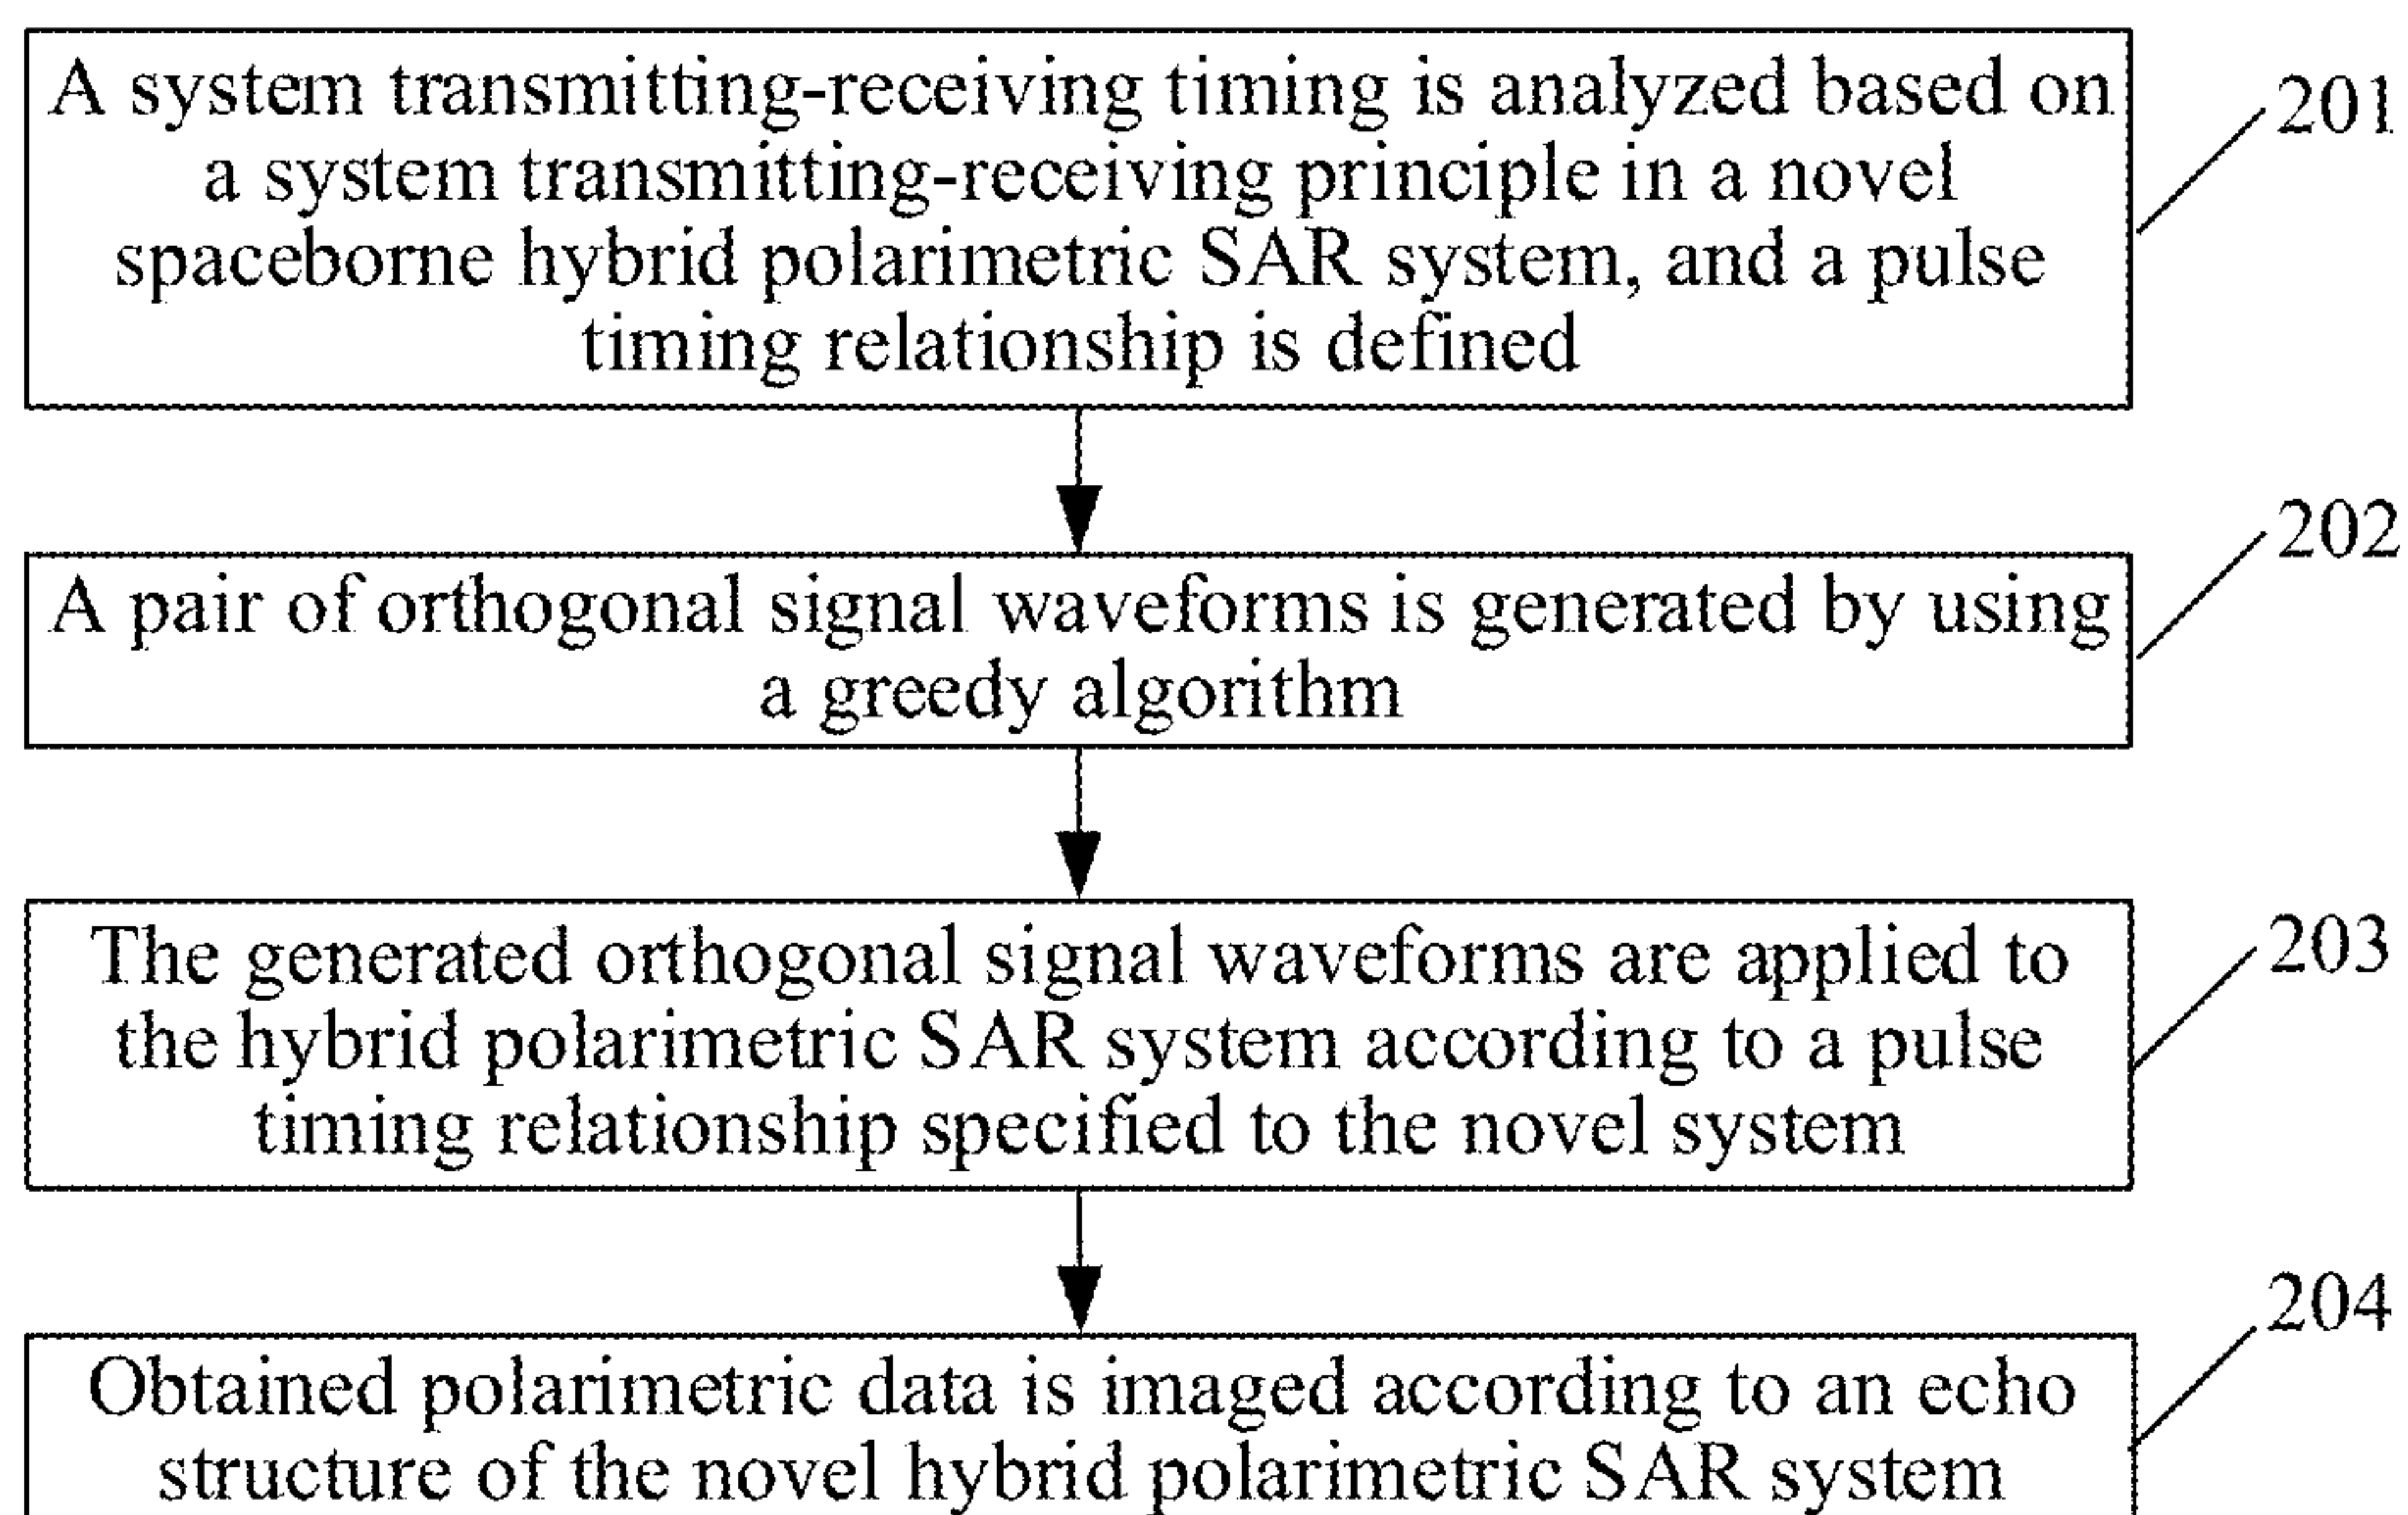 A system transmitting-receiving timing is analyzed based on
a system transmitting-receiving principle in a novel
spaceborne hybrid polarimetric SAR system, and a pulse
timing relationship is defined
201
A pair of orthogonal signal waveforms is generated by using
a greedy algorithm
202
The generated orthogonal signal waveforms are applied to
the hybrid polarimetric SAR system according to a pulse
timing relationship specified to the novel system
203
Obtained polarimetric data is imaged according to an echo
structure of the novel hybrid polarimetric SAR system
204